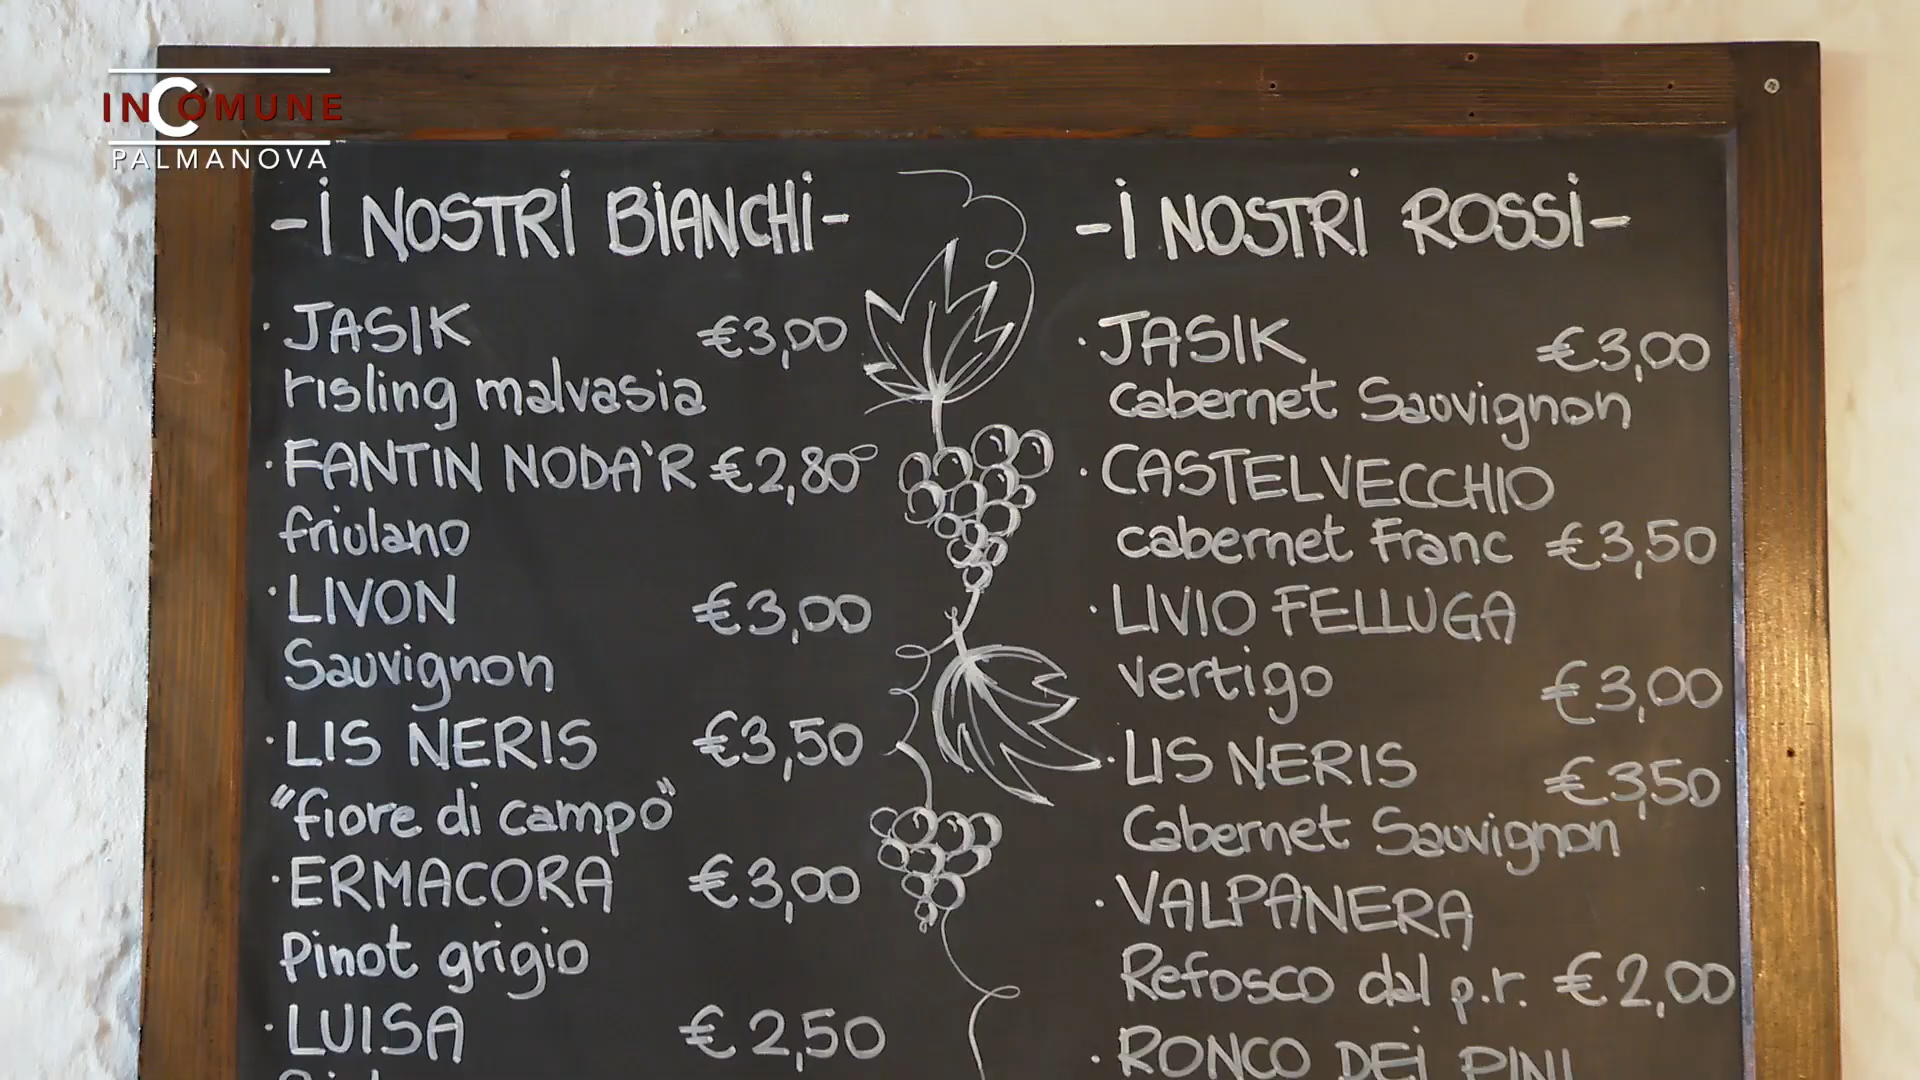 INCOMUNE
PALMANOVA
-I NOSTRI BIANCHI-
· JASIK €3,00
risling malvasia
· FANTIN NODA'R €2,80
friulano
· LIVON €3,00
Sauvignon
· LIS NERIS €3,50
"fiore di campo"
· ERMACORA €3,00
Pinot grigio
· LUISA €2,50
-I NOSTRI ROSSI-
· JASIK €3,00
cabernet Sauvignon
· CASTELVECCHIO
cabernet Franc €3,50
· LIVIO FELLUGA
vertigo €3,00
· LIS NERIS €3,50
Cabernet Sauvignon
· VALPANERA
Refosco dal p.r. €2,00
· RONCO DEI PINI